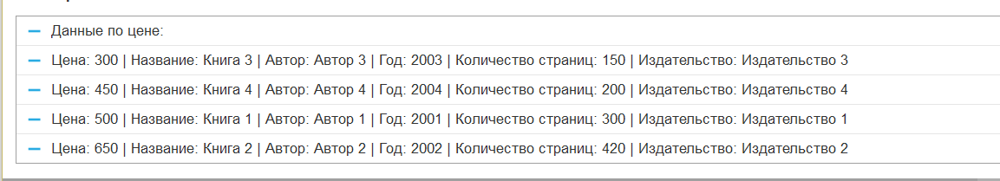 Данные по цене:
Цена: 300 | Название: Книга 3 | Автор: Автор 3 | Год: 2003 | Количество страниц: 150 | Издательство: Издательство 3
Цена: 450 | Название: Книга 4 | Автор: Автор 4 | Год: 2004 | Количество страниц: 200 | Издательство: Издательство 4
Цена: 500 | Название: Книга 1 | Автор: Автор 1 | Год: 2001 | Количество страниц: 300 | Издательство: Издательство 1
Цена: 650 | Название: Книга 2 | Автор: Автор 2 | Год: 2002 | Количество страниц: 420 | Издательство: Издательство 2